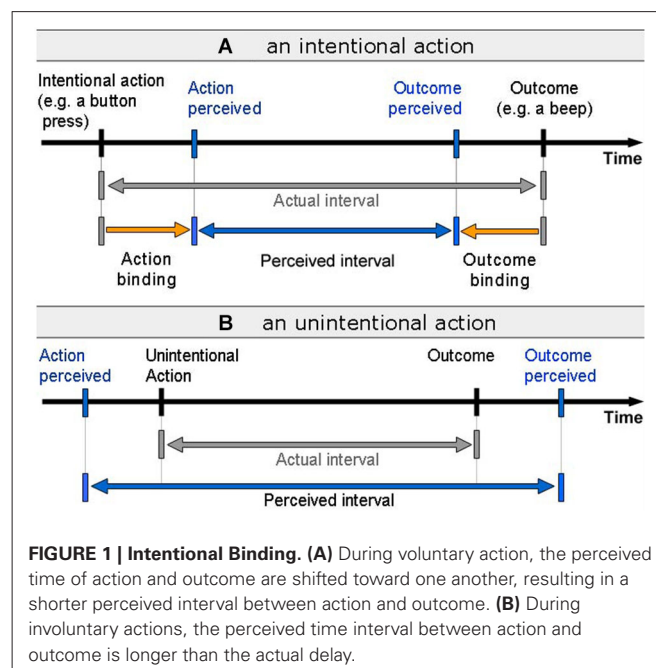 A an intentional action
Intentional action
(e.g. a button
press)
Action
perceived
Outcome
perceived
Outcome
(e.g. a beep)
Time
Actual interval
Action
binding
Perceived interval
Outcome
binding
B an unintentional action
Action
perceived
Unintentional
Action
Outcome
Outcome
perceived
Time
Actual interval
Perceived interval
FIGURE 1 | Intentional Binding. (A) During voluntary action, the perceived
time of action and outcome are shifted toward one another, resulting in a
shorter perceived interval between action and outcome. (B) During
involuntary actions, the perceived time interval between action and
outcome is longer than the actual delay.